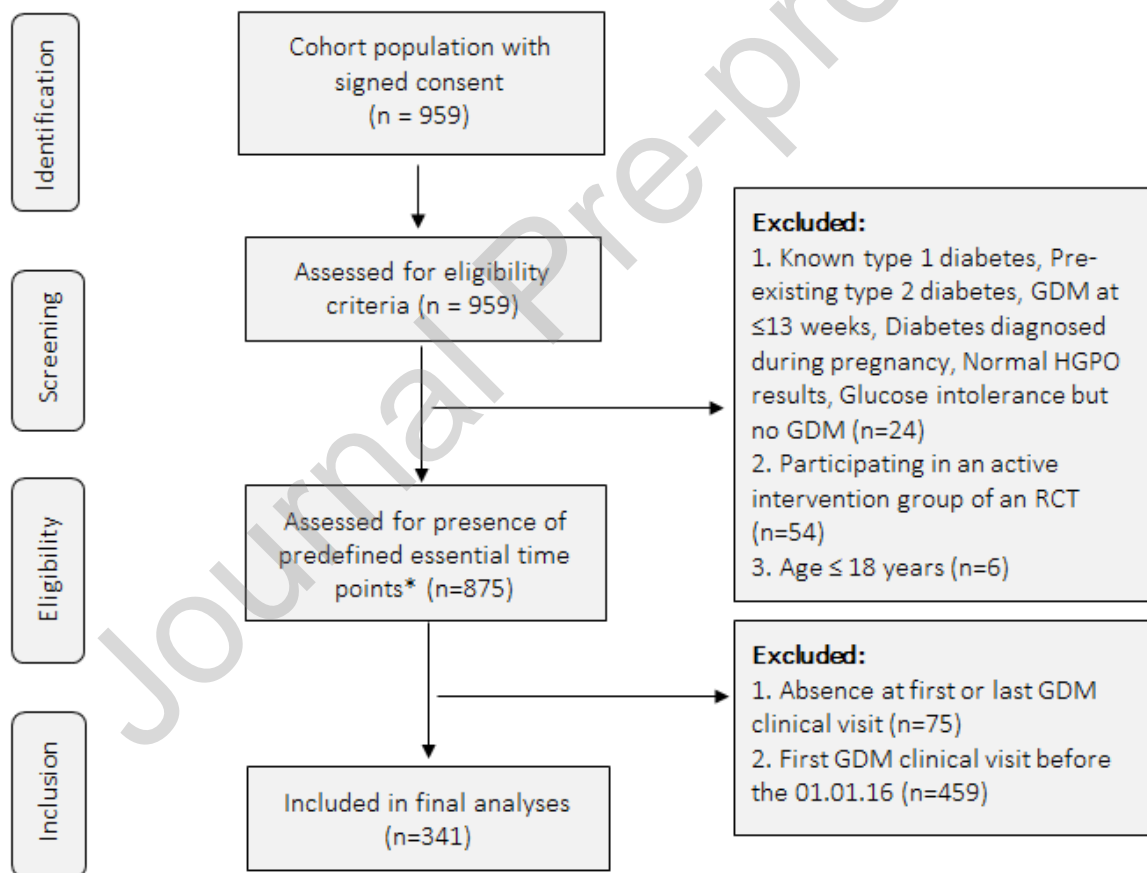 Identification
Cohort population with
signed consent
(n = 959)
Screening
Assessed for eligibility
criteria (n = 959)
Excluded:
1. Known type 1 diabetes, Pre-
existing type 2 diabetes, GDM at
≤13 weeks, Diabetes diagnosed
during pregnancy, Normal HGPO
results, Glucose intolerance but
no GDM (n=24)
2. Participating in an active
intervention group of an RCT
(n=54)
3. Age ≤ 18 years (n=6)
Eligibility
Assessed for presence of
predefined essential time
points* (n=875)
Excluded:
1. Absence at first or last GDM
clinical visit (n=75)
2. First GDM clinical visit before
the 01.01.16 (n=459)
Inclusion
Included in final analyses
(n=341)
Journal Pre-pr